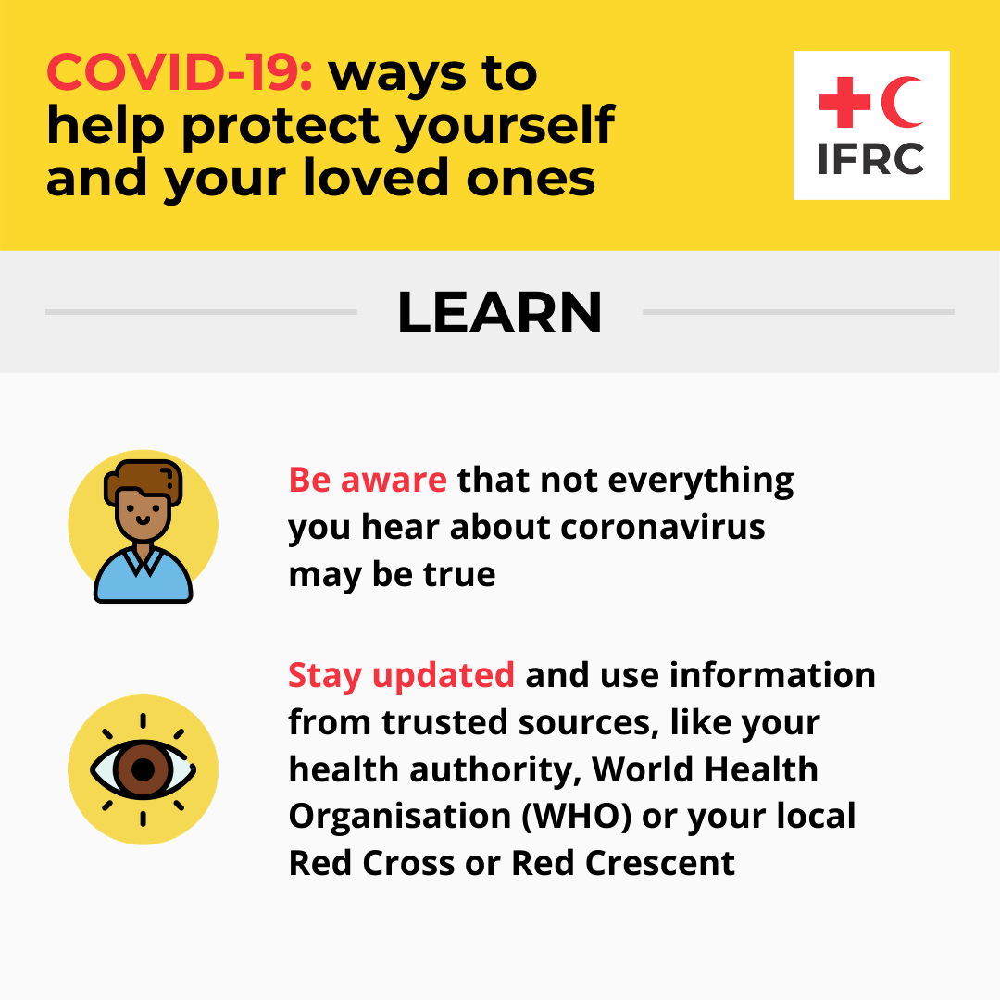 COVID-19: ways to
help protect yourself
and your loved ones
IFRC
LEARN
Be aware that not everything
you hear about coronavirus
may be true
Stay updated and use information
from trusted sources, like your
health authority, World Health
Organisation (WHO) or your local
Red Cross or Red Crescent